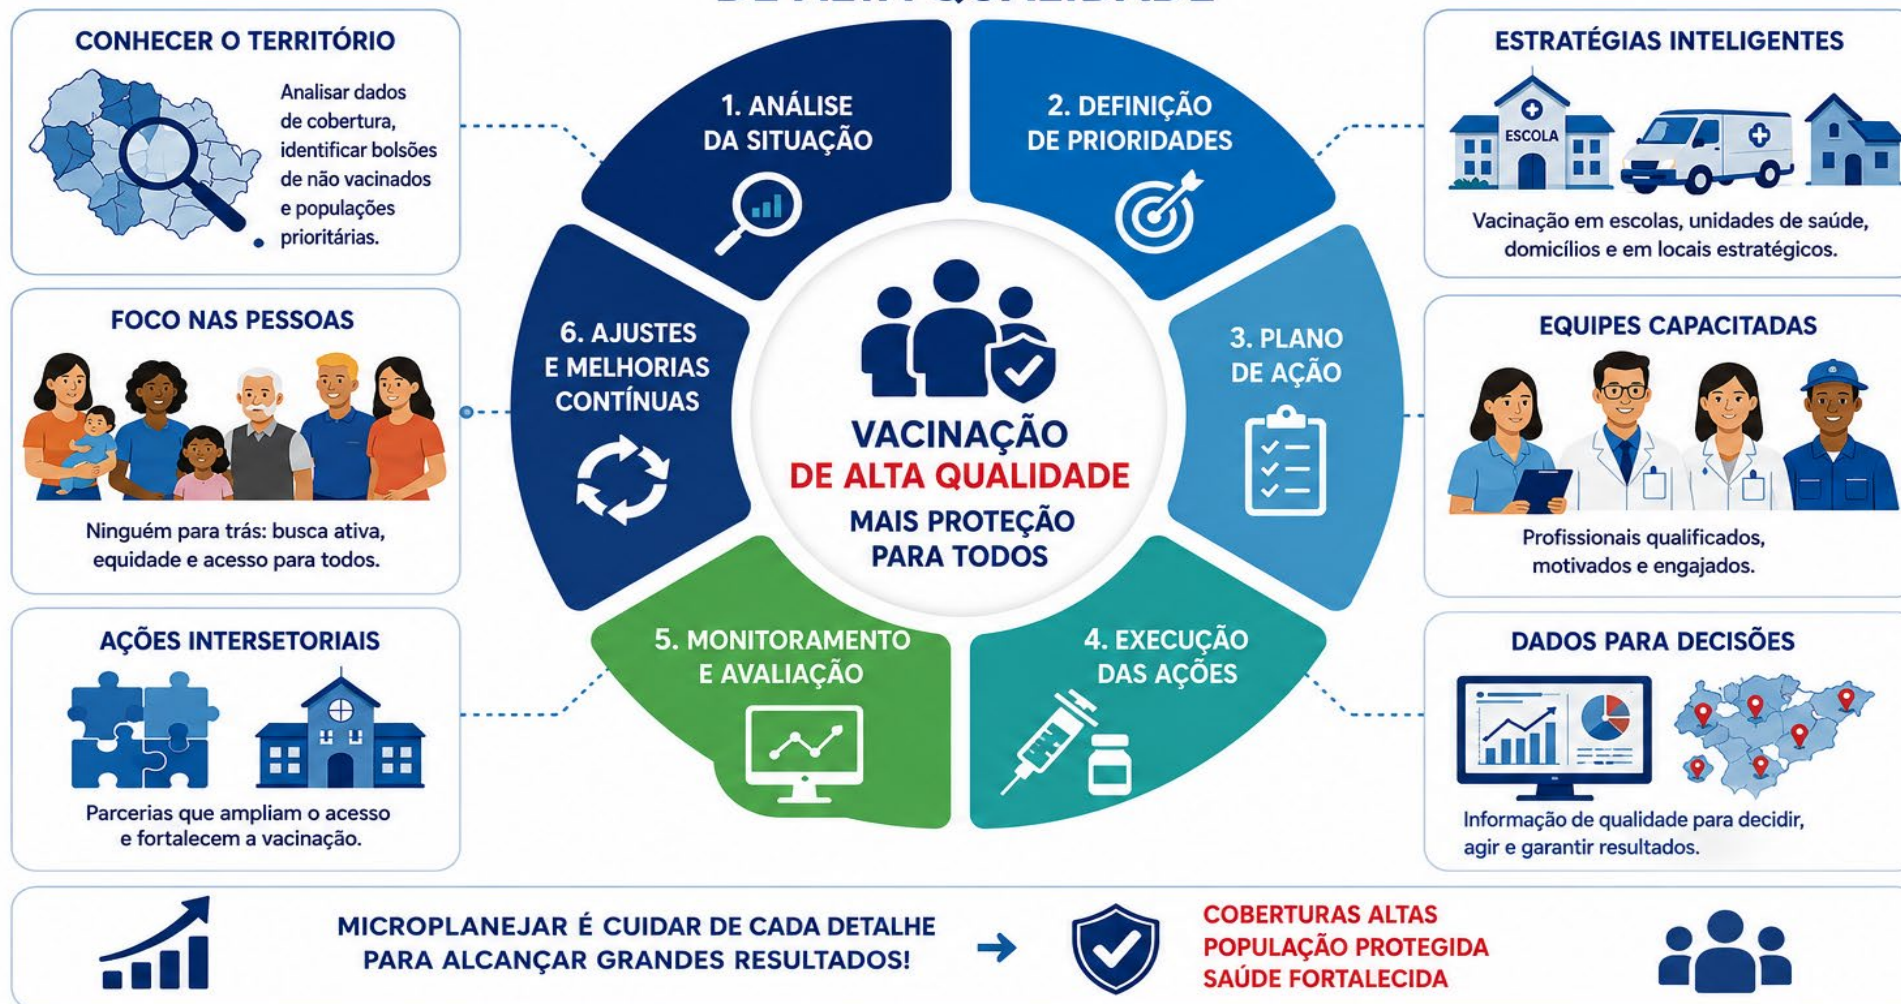 CONHECER O TERRITÓRIO
Analisar dados
de cobertura,
identificar bolsões
de não vacinados
e populações
prioritárias.
FOCO NAS PESSOAS
Ninguém para trás: busca ativa,
equidade e acesso para todos.
AÇÕES INTERSETORIAIS
Parcerias que ampliam o acesso
e fortalecem a vacinação.
1. ANÁLISE
DA SITUAÇÃO
2. DEFINIÇÃO
DE PRIORIDADES
3. PLANO
DE AÇÃO
4. EXECUÇÃO
DAS AÇÕES
5. MONITORAMENTO
E AVALIAÇÃO
6. AJUSTES
E MELHORIAS
CONTÍNUAS
VACINAÇÃO
DE ALTA QUALIDADE
MAIS PROTEÇÃO
PARA TODOS
ESTRATÉGIAS INTELIGENTES
ESCOLA
Vacinação em escolas, unidades de saúde,
domicílios e em locais estratégicos.
EQUIPES CAPACITADAS
Profissionais qualificados,
motivados e engajados.
DADOS PARA DECISÕES
Informação de qualidade para decidir,
agir e garantir resultados.
MICROPLANEJAR É CUIDAR DE CADA DETALHE
PARA ALCANÇAR GRANDES RESULTADOS!
COBERTURAS ALTAS
POPULAÇÃO PROTEGIDA
SAÚDE FORTALECIDA